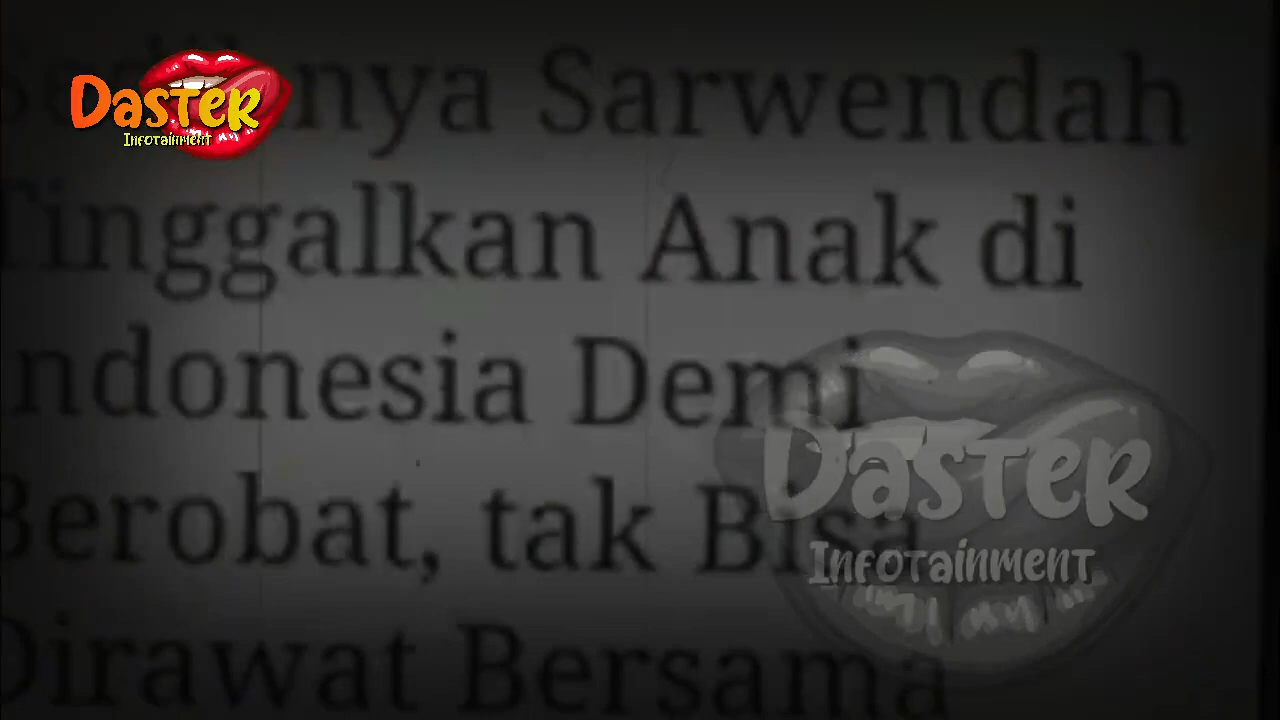 DASTER
INFOTAINMENT
Sarwendah
Tinggalkan Anak di
Indonesia Demi
Berobat, tak Bisa
Dirawat Bersama
DASTER
INFOTAINMENT